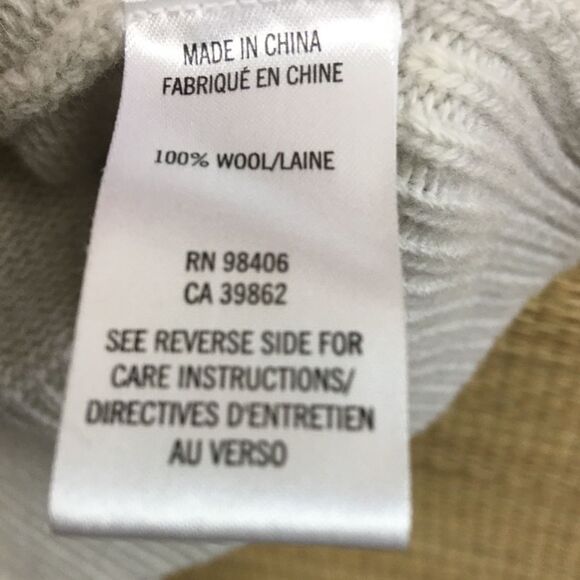 MADE IN CHINA
FABRIQUÉ EN CHINE
100% WOOL/LAINE
RN 98406
CA 39862
SEE REVERSE SIDE FOR
CARE INSTRUCTIONS/
DIRECTIVES D'ENTRETIEN
AU VERSO